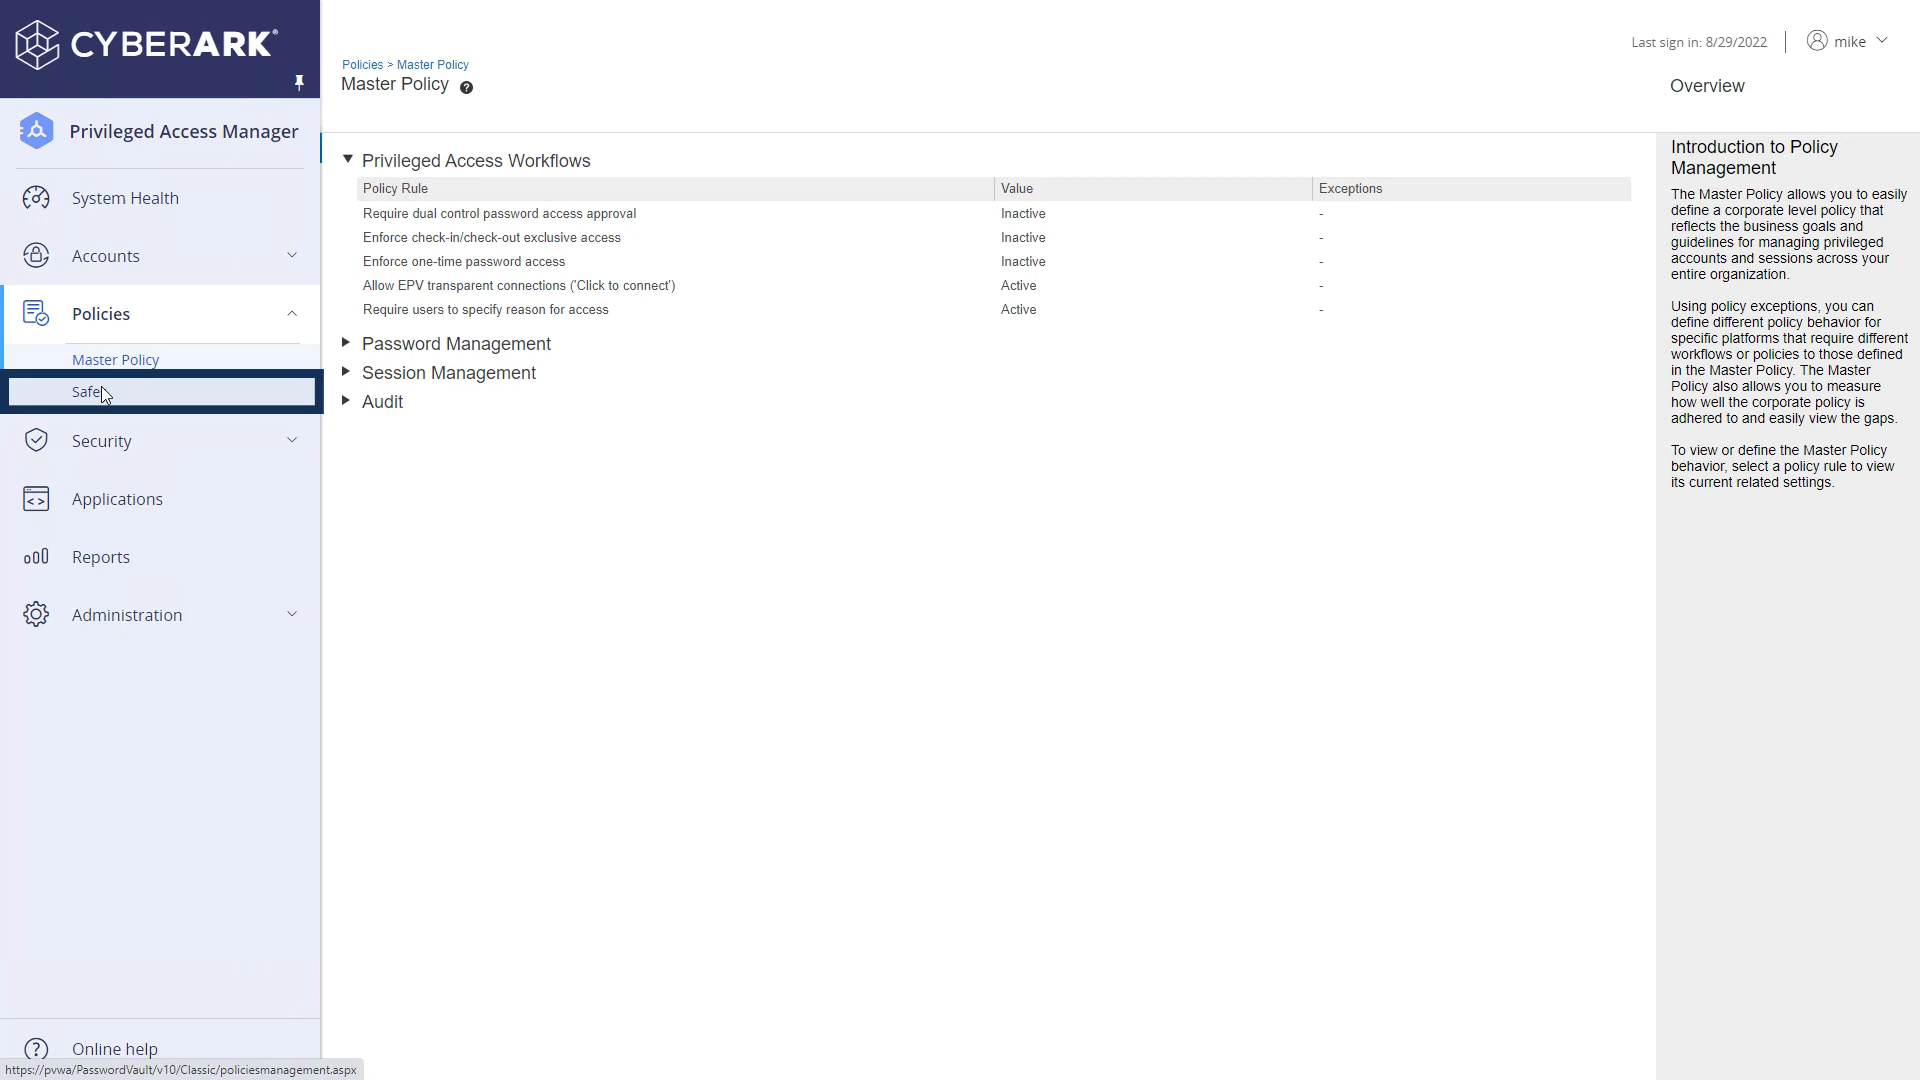 CYBERARK®
Last sign in: 8/29/2022
mike
Policies > Master Policy
Master Policy ?
Overview
Privileged Access Manager
System Health
Accounts
Policies
Master Policy
Safe
Security
Applications
Reports
Administration
Online help
https://pvwa/PasswordVault/v10/Classic/policiesmanagement.aspx
Privileged Access Workflows
Policy Rule Value Exceptions
Require dual control password access approval Inactive -
Enforce check-in/check-out exclusive access Inactive -
Enforce one-time password access Inactive -
Allow EPV transparent connections ('Click to connect') Active -
Require users to specify reason for access Active -
Password Management
Session Management
Audit
Introduction to Policy
Management
The Master Policy allows you to easily
define a corporate level policy that
reflects the business goals and
guidelines for managing privileged
accounts and sessions across your
entire organization.
Using policy exceptions, you can
define different policy behavior for
specific platforms that require different
workflows or policies to those defined
in the Master Policy. The Master
Policy also allows you to measure
how well the corporate policy is
adhered to and easily view the gaps.
To view or define the Master Policy
behavior, select a policy rule to view
its current related settings.